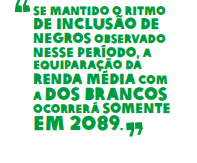 “SE MANTIDO O RITMO
DE INCLUSÃO DE
NEGROS OBSERVADO
NESSE PERÍODO, A
EQUIPARAÇÃO DA
RENDA MÉDIA COM
A DOS BRANCOS
OCORRERÁ SOMENTE
EM 2089.”